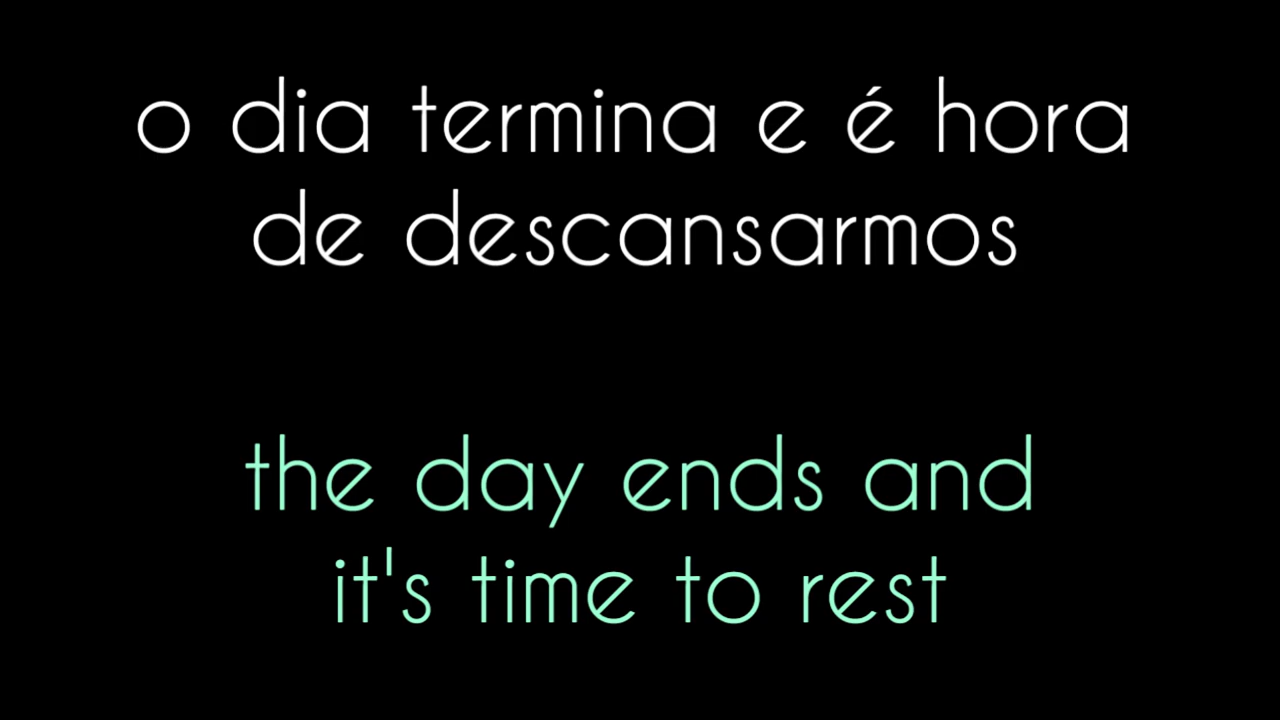 o dia termina e é hora
de descansarmos
the day ends and
it's time to rest